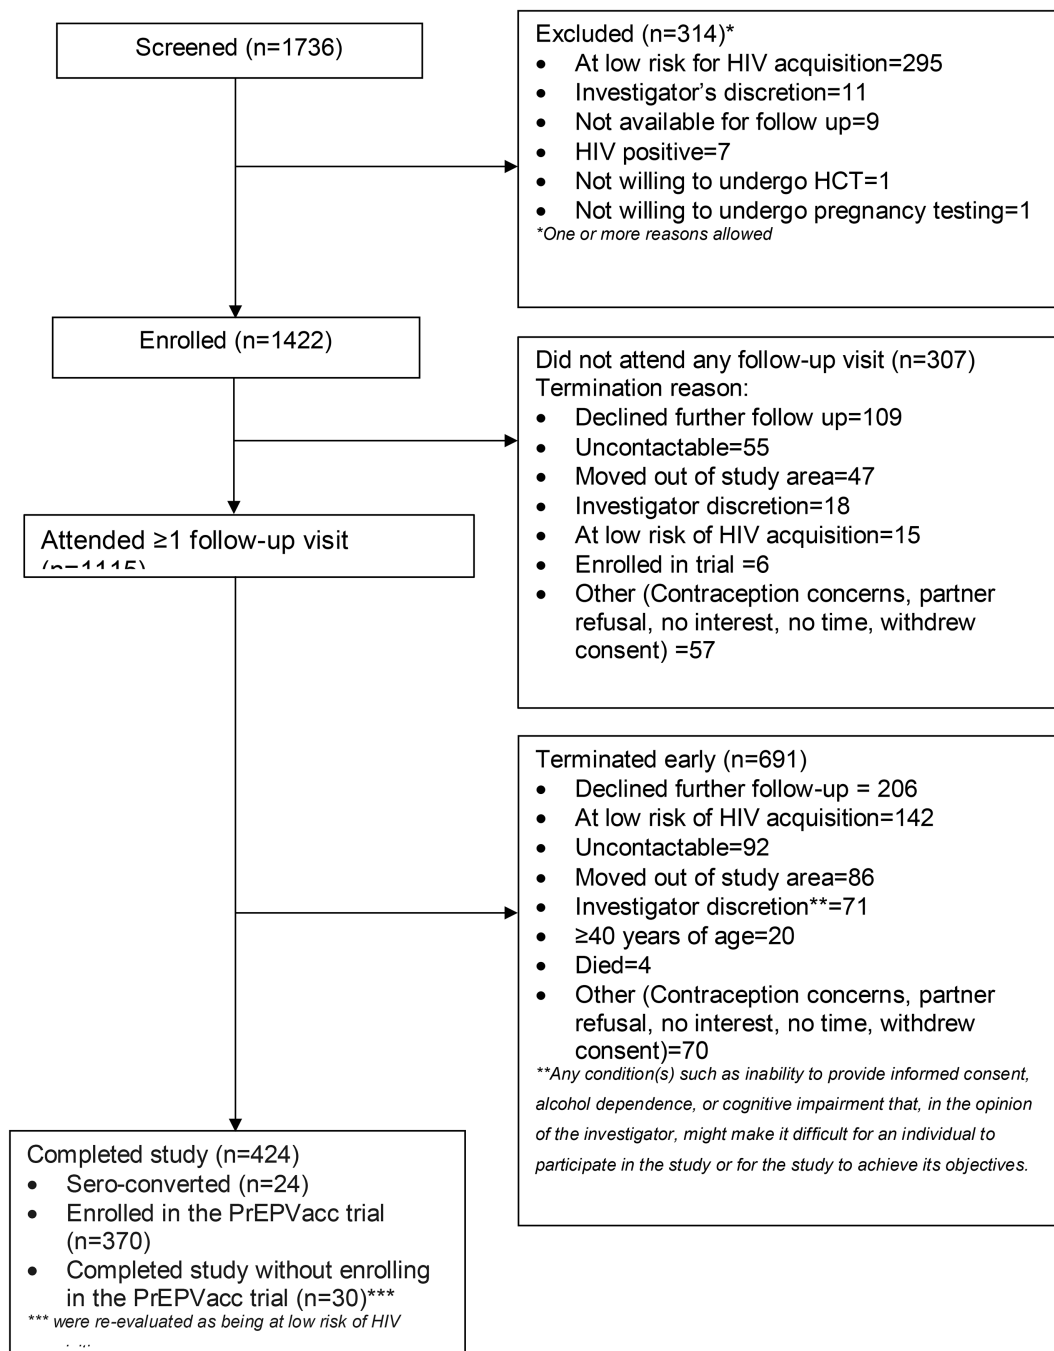 Screened (n=1736)
Excluded (n=314)*
• At low risk for HIV acquisition=295
• Investigator’s discretion=11
• Not available for follow up=9
• HIV positive=7
• Not willing to undergo HCT=1
• Not willing to undergo pregnancy testing=1
*One or more reasons allowed
Enrolled (n=1422)
Did not attend any follow-up visit (n=307)
Termination reason:
• Declined further follow up=109
• Uncontactable=55
• Moved out of study area=47
• Investigator discretion=18
• At low risk of HIV acquisition=15
• Enrolled in trial =6
• Other (Contraception concerns, partner
refusal, no interest, no time, withdrew
consent) =57
Attended ≥1 follow-up visit
(n=1115)
Terminated early (n=691)
• Declined further follow-up = 206
• At low risk of HIV acquisition=142
• Uncontactable=92
• Moved out of study area=86
• Investigator discretion**=71
• ≥40 years of age=20
• Died=4
• Other (Contraception concerns, partner
refusal, no interest, no time, withdrew
consent)=70
**Any condition(s) such as inability to provide informed consent,
alcohol dependence, or cognitive impairment that, in the opinion
of the investigator, might make it difficult for an individual to
participate in the study or for the study to achieve its objectives.
Completed study (n=424)
• Sero-converted (n=24)
• Enrolled in the PrEPVacc trial
(n=370)
• Completed study without enrolling
in the PrEPVacc trial (n=30)***
*** were re-evaluated as being at low risk of HIV